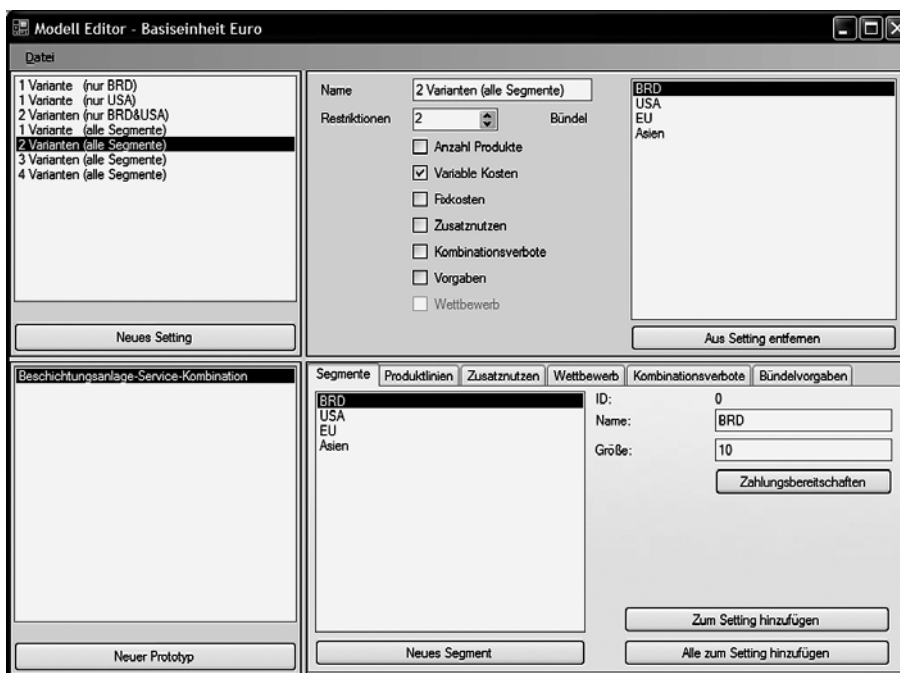 Modell Editor - Basiseinheit Euro
Datei
1 Variante (nur BRD)
1 Variante (nur USA)
2 Varianten (nur BRD&USA)
1 Variante (alle Segmente)
2 Varianten (alle Segmente)
3 Varianten (alle Segmente)
4 Varianten (alle Segmente)
Neues Setting
Name 2 Varianten (alle Segmente)
Restriktionen 2 Bündel
Anzahl Produkte
Variable Kosten
Fixkosten
Zusatznutzen
Kombinationsverbote
Vorgaben
Wettbewerb
BRD
USA
EU
Asien
Aus Setting entfernen
Beschichtungsanlage-Service-Kombination
Neuer Prototyp
Segmente Produktlinien Zusatznutzen Wettbewerb Kombinationsverbote Bündelvorgaben
BRD
USA
EU
Asien
Neues Segment
ID: 0
Name: BRD
Größe: 10
Zahlungsbereitschaften
Zum Setting hinzufügen
Alle zum Setting hinzufügen